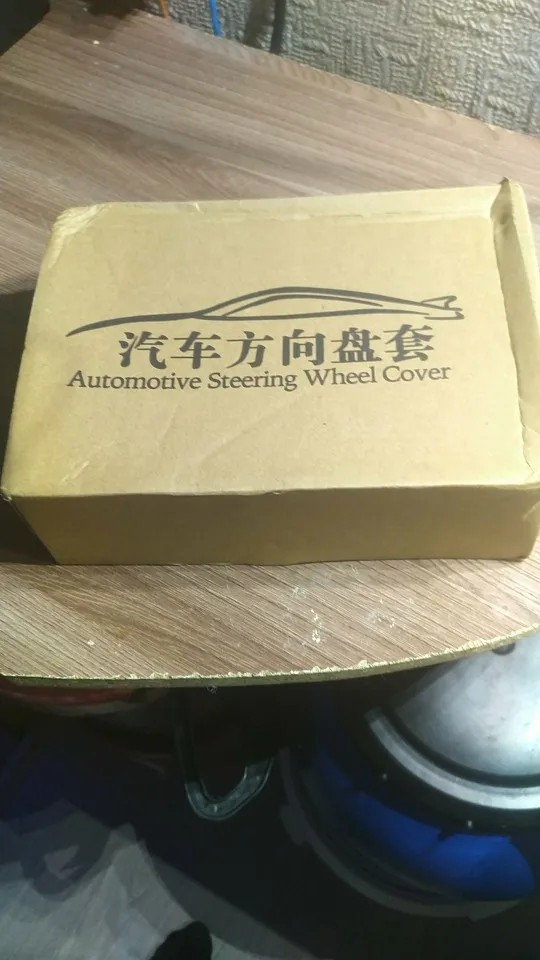 汽车方向盘套
Automotive Steering Wheel Cover